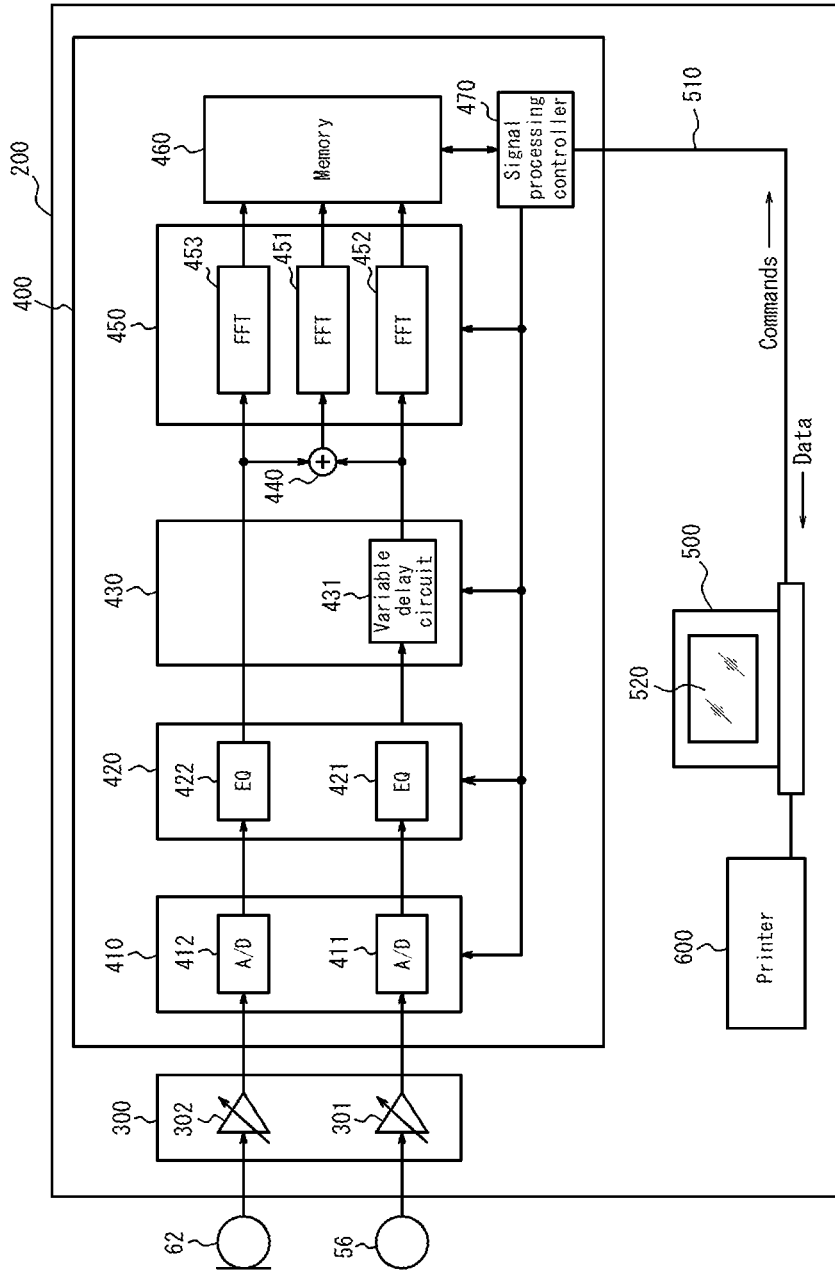 200
400
460
Memory
470
Signal
processing
controller
510
450
453
FFT
451
FFT
452
FFT
440
+
430
431
Variable
delay
circuit
420
422
EQ
421
EQ
410
412
A/D
411
A/D
300
302
301
62
56
Commands
Data
500
520
600
Printer